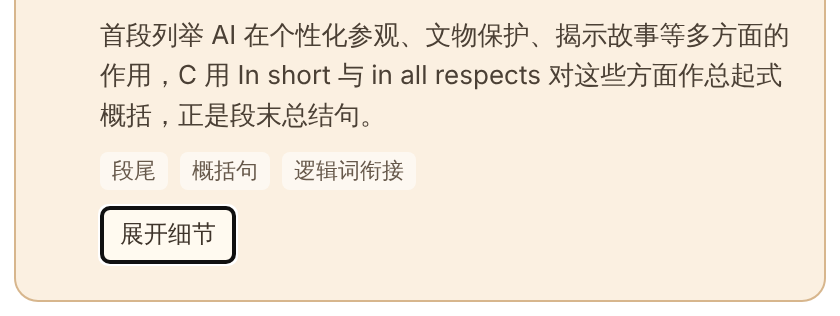 首段列举 AI 在个性化参观、文物保护、揭示故事等多方面的
作用，C 用 In short 与 in all respects 对这些方面作总起式
概括，正是段末总结句。
段尾 概括句 逻辑词衔接
展开细节